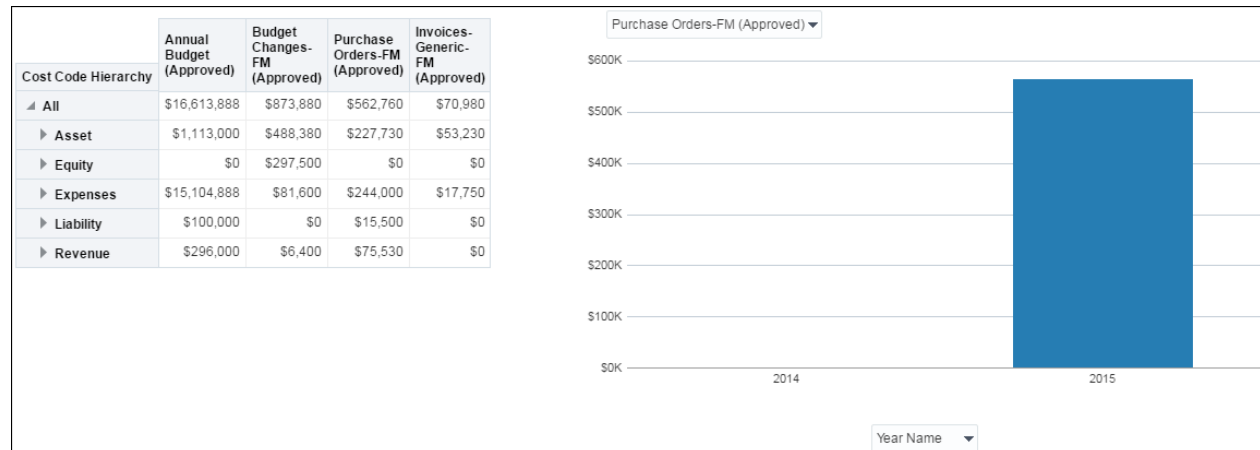 Cost Code Hierarchy
Annual
Budget
(Approved)
Budget
Changes-
FM
(Approved)
Purchase
Orders-FM
(Approved)
Invoices-
Generic-
FM
(Approved)
All $16,613,888 $873,880 $562,760 $70,980
Asset $1,113,000 $488,380 $227,730 $53,230
Equity $0 $297,500 $0 $0
Expenses $15,104,888 $81,600 $244,000 $17,750
Liability $100,000 $0 $15,500 $0
Revenue $296,000 $6,400 $75,530 $0
Purchase Orders-FM (Approved)
$600K
$500K
$400K
$300K
$200K
$100K
$0K
2014 2015
Year Name